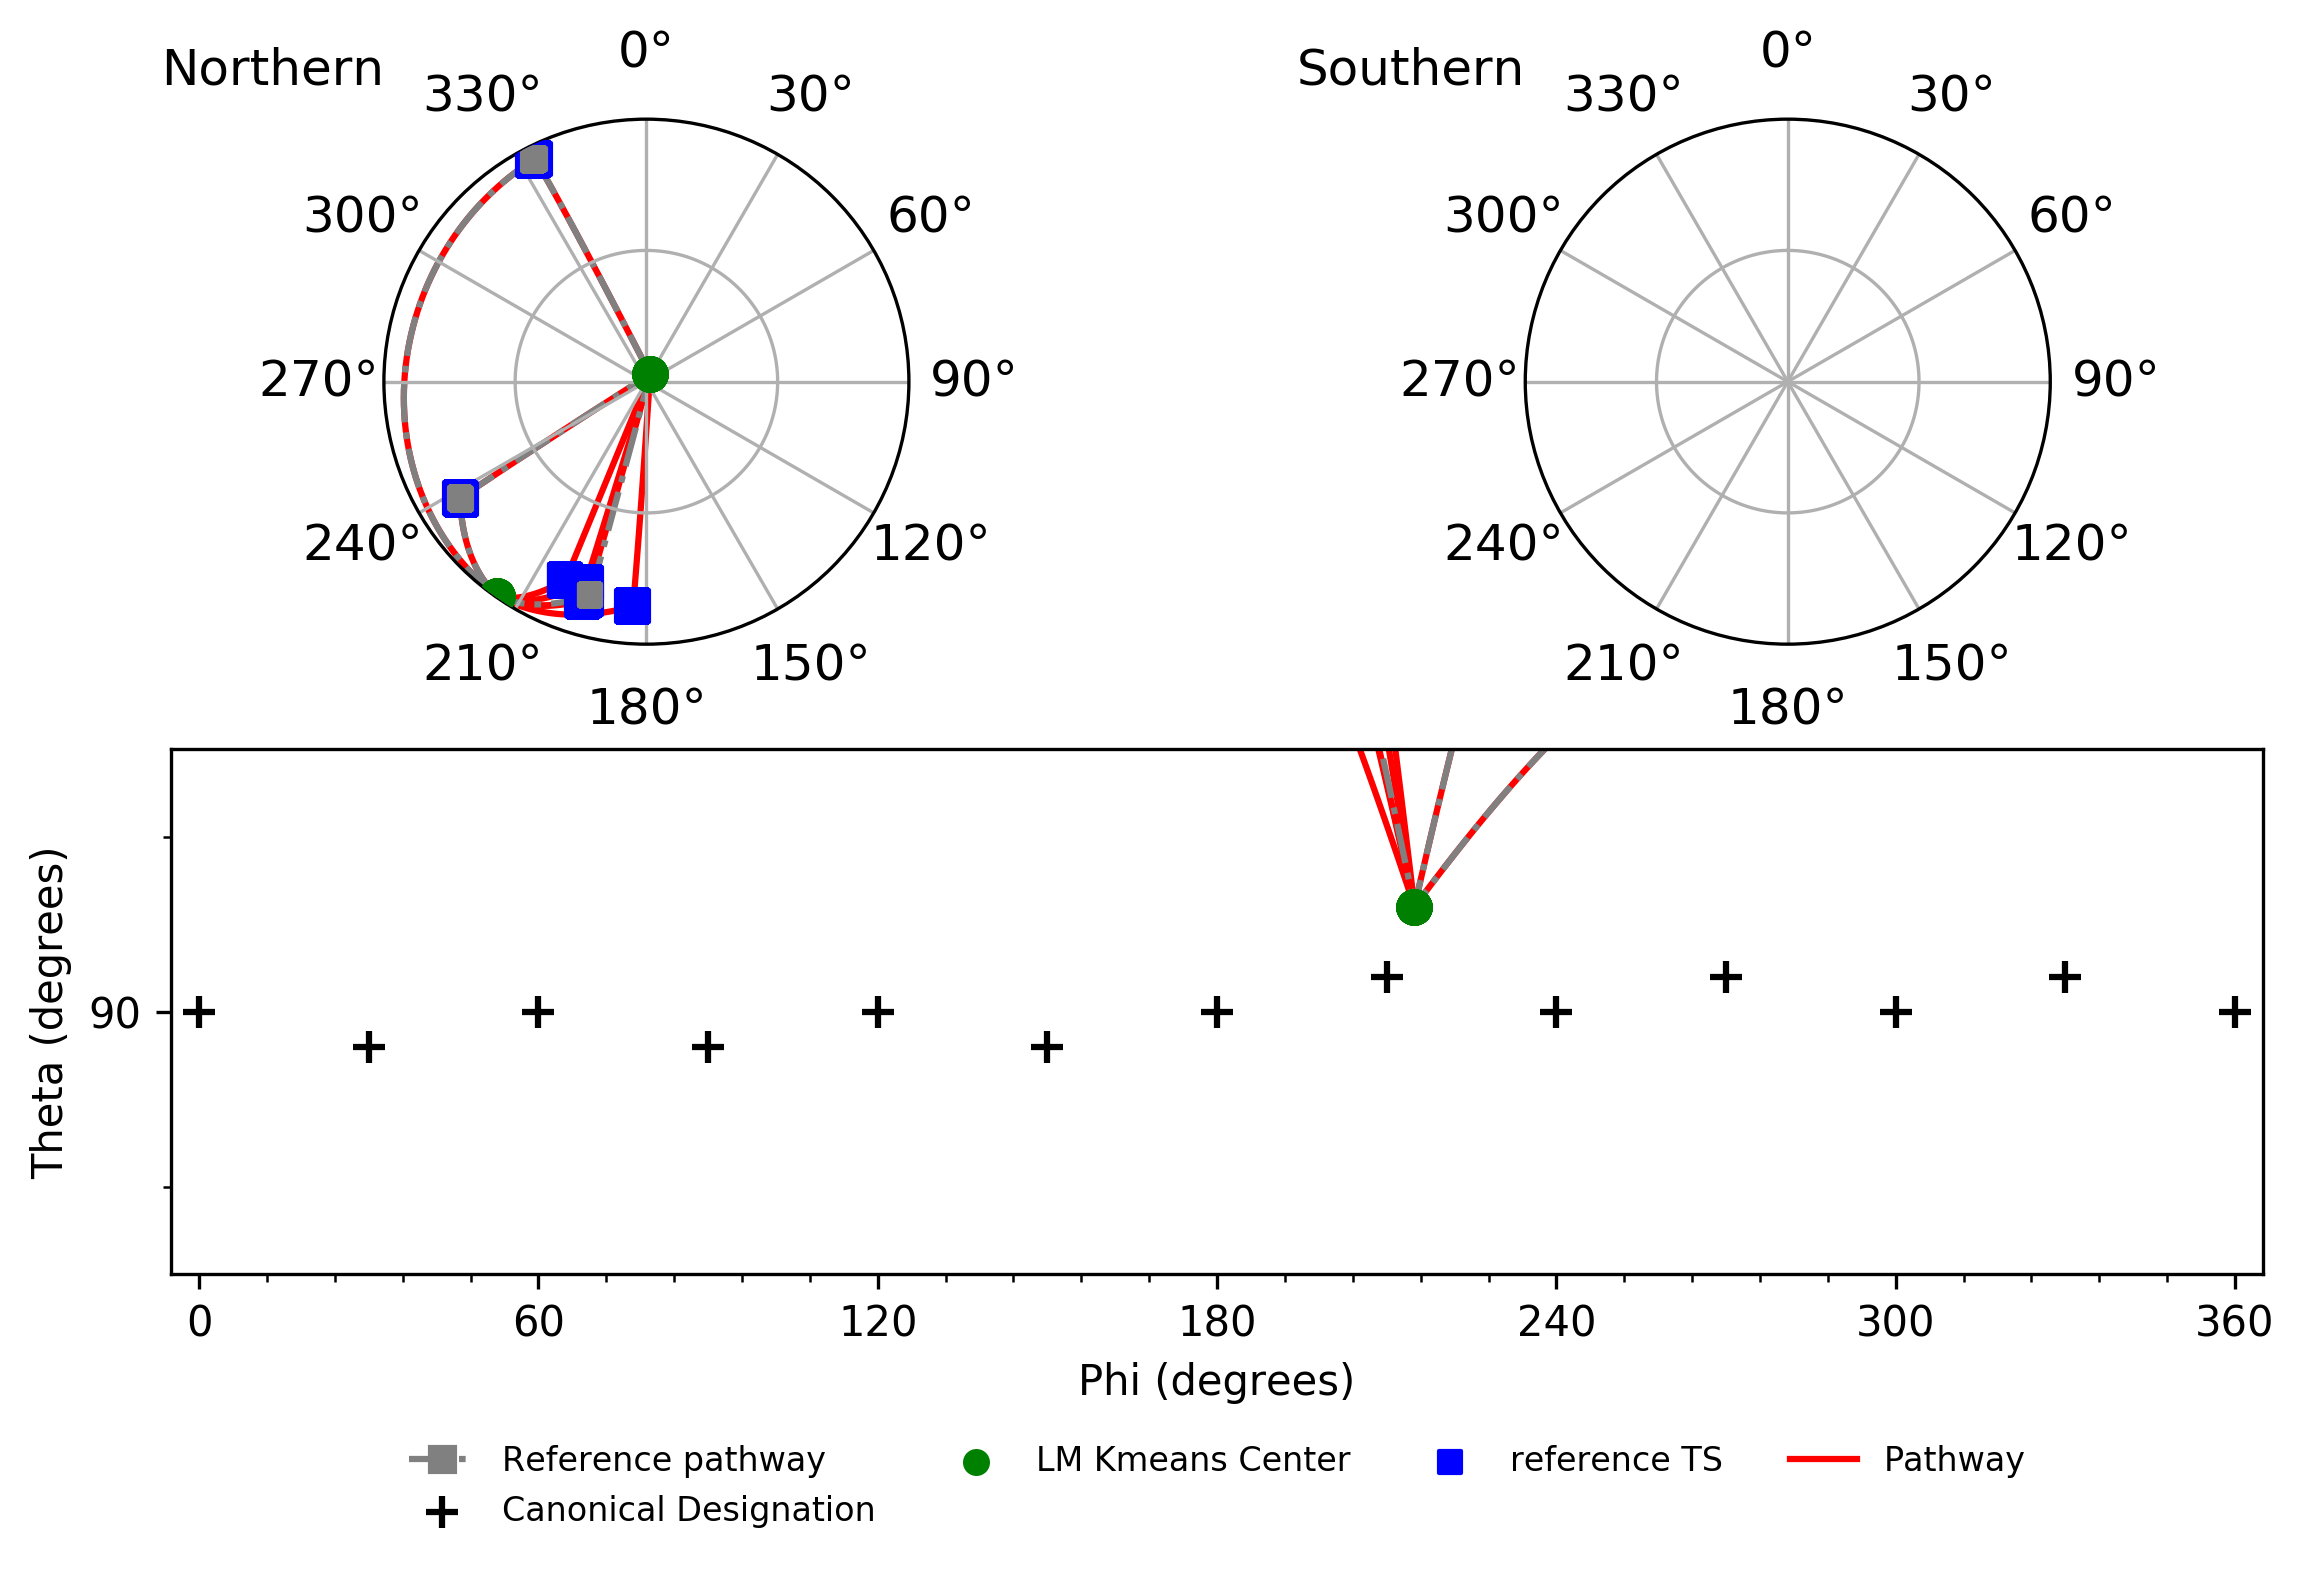 Northern
0°
30°
60°
90°
120°
150°
180°
210°
240°
270°
300°
330°
Southern
0°
30°
60°
90°
120°
150°
180°
210°
240°
270°
300°
330°
Theta (degrees)
90
0 60 120 180 240 300 360
Phi (degrees)
Reference pathway
Canonical Designation
LM Kmeans Center
reference TS
Pathway